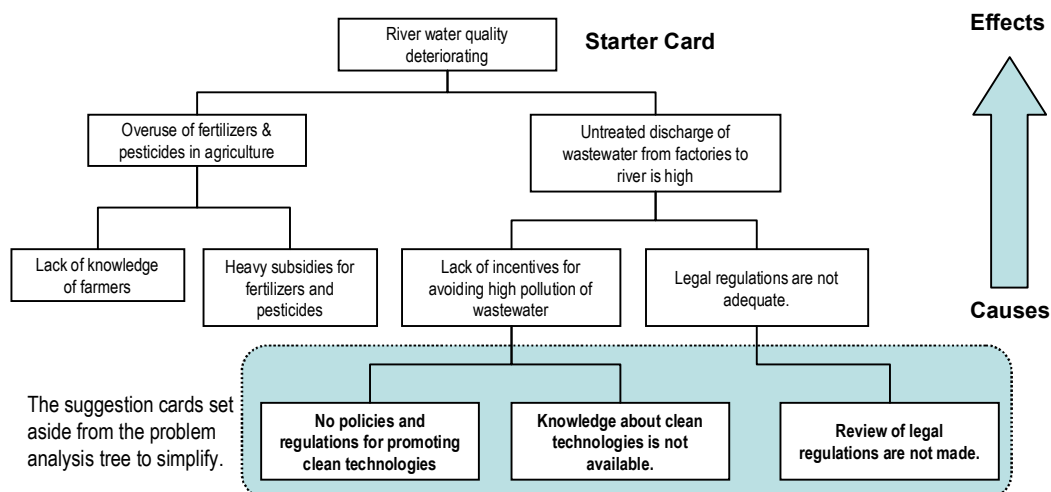 River water quality
deteriorating
Starter Card
Effects
Overuse of fertilizers &
pesticides in agriculture
Untreated discharge of
wastewater from factories to
river is high
Lack of knowledge
of farmers
Heavy subsidies for
fertilizers and
pesticides
Lack of incentives for
avoiding high pollution of
wastewater
Legal regulations are not
adequate.
Causes
The suggestion cards set
aside from the problem
analysis tree to simplify.
No policies and
regulations for promoting
clean technologies
Knowledge about clean
technologies is not
available.
Review of legal
regulations are not made.